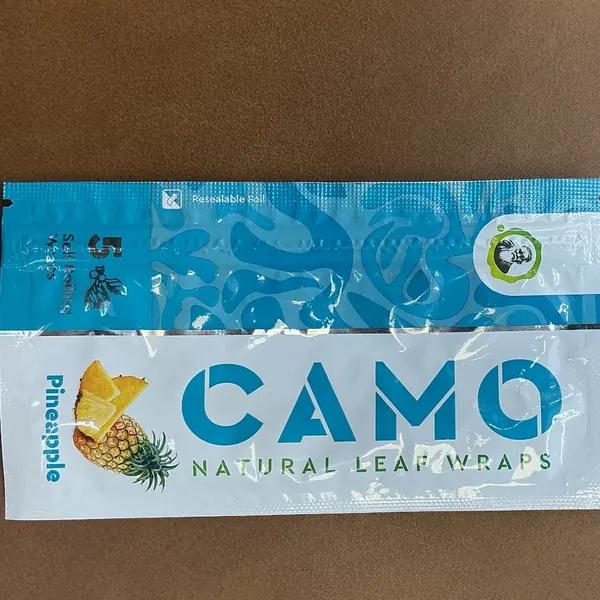 Resealable Foil
5
Self Rolling
Wraps
Pineapple
CAMO
NATURAL LEAF WRAPS